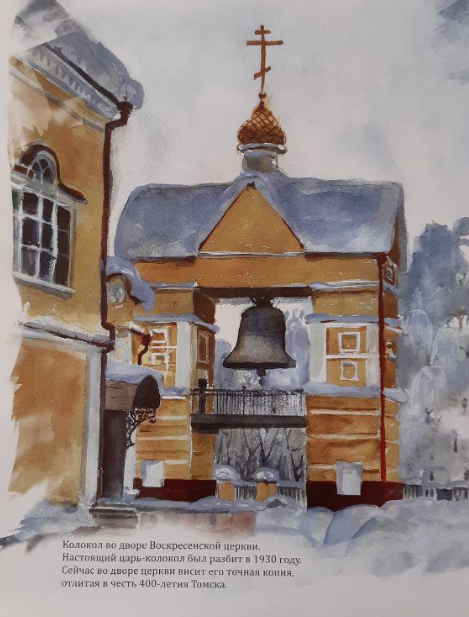 Колокол во дворе Воскресенской церкви.
Настоящий царь-колокол был разбит в 1930 году.
Сейчас во дворе церкви висит его точная копия,
отлитая в честь 400-летия Томска.